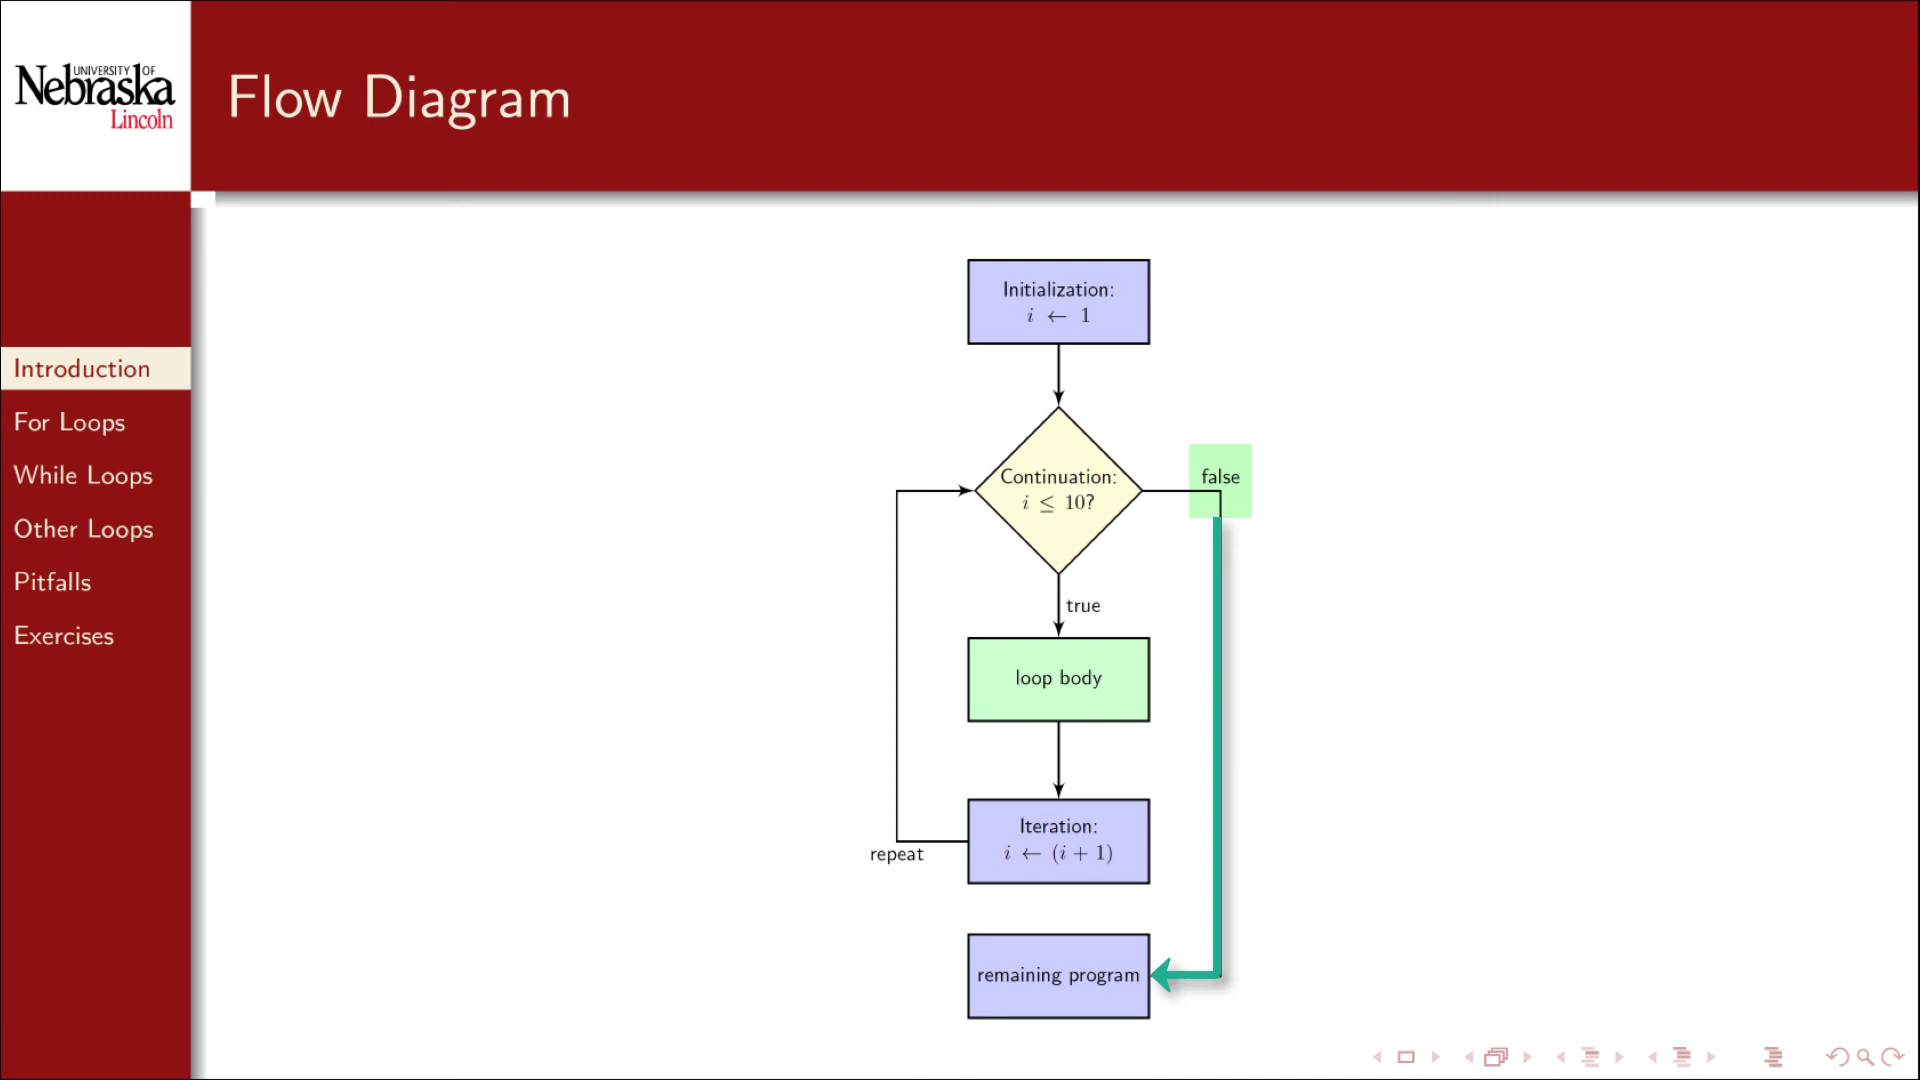 UNIVERSITY OF
Nebraska
Lincoln
Flow Diagram
Introduction
For Loops
While Loops
Other Loops
Pitfalls
Exercises
Initialization:
i ← 1
Continuation:
i ≤ 10?
false
true
loop body
Iteration:
i ← (i + 1)
repeat
remaining program